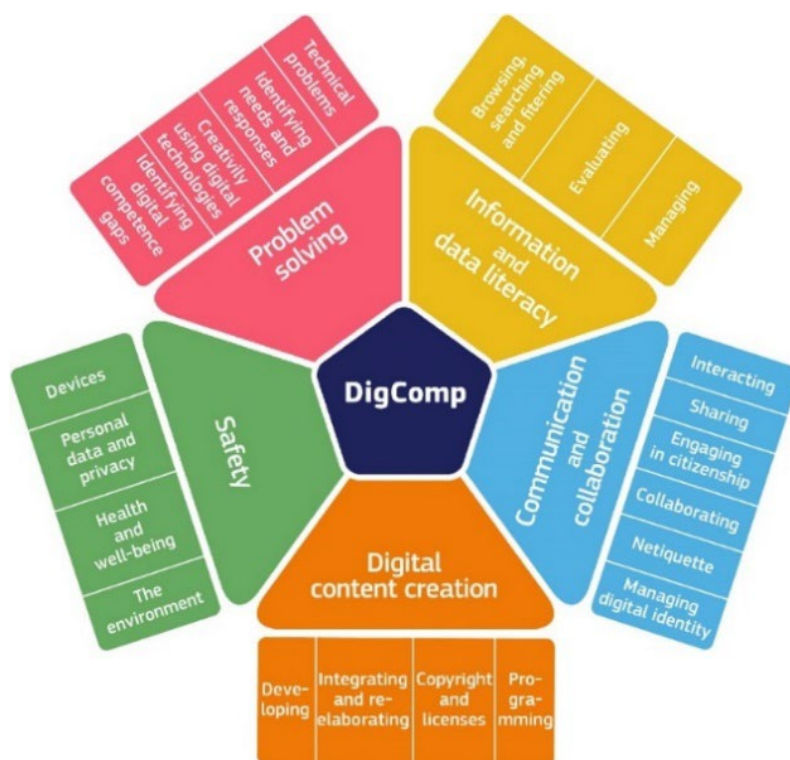 Technical
problems
Identifying
needs and
responses
Creativily
using digital
technologies
Identifying
digital
competence
gaps
Problem
solving
Browsing,
searching
and fitering
Evaluating
Managing
Information
and
data literacy
DigComp
Devices
Personal
data and
privacy
Health
and
well-being
The
environment
Safety
Communication
and
collaboration
Interacting
Sharing
Engaging
in citizenship
Collaborating
Netiquette
Managing
digital identity
Digital
content creation
Deve-
loping
Integrating
and re-
elaborating
Copyright
and
licenses
Pro-
gra-
mming